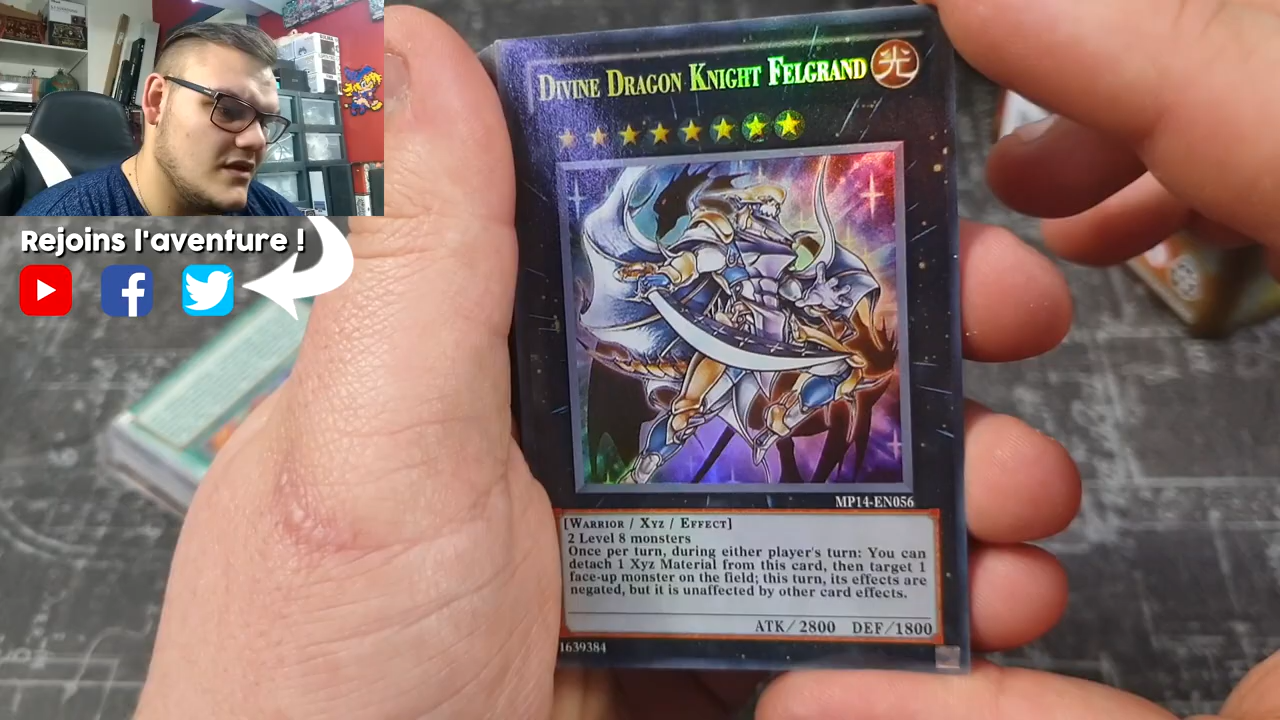 Rejoins l'aventure !
DIVINE DRAGON KNIGHT FELGRAND
光
MP14-EN056
[WARRIOR / XYZ / EFFECT]
2 Level 8 monsters
Once per turn, during either player's turn: You can
detach 1 Xyz Material from this card, then target 1
face-up monster on the field; this turn, its effects are
negated, but it is unaffected by other card effects.
ATK/2800 DEF/1800
1639384